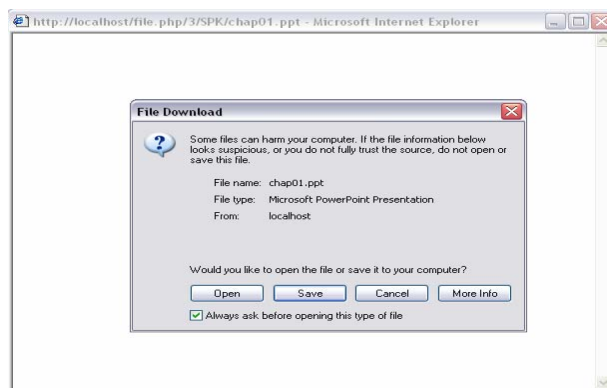 http://localhost/file.php/3/SPK/chap01.ppt - Microsoft Internet Explorer
File Download
Some files can harm your computer. If the file information below
looks suspicious, or you do not fully trust the source, do not open or
save this file.
File name: chap01.ppt
File type: Microsoft PowerPoint Presentation
From: localhost
Would you like to open the file or save it to your computer?
Open Save Cancel More Info
Always ask before opening this type of file